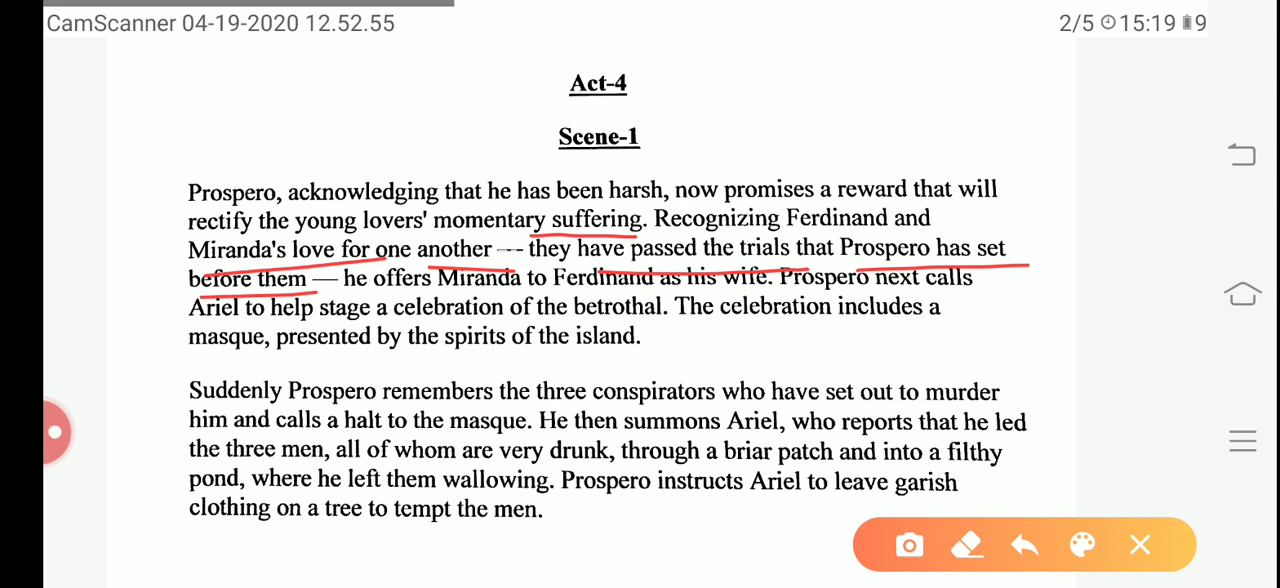 CamScanner 04-19-2020 12.52.55
2/5 15:19 9
Act-4
Scene-1
Prospero, acknowledging that he has been harsh, now promises a reward that will
rectify the young lovers' momentary suffering. Recognizing Ferdinand and
Miranda's love for one another — they have passed the trials that Prospero has set
before them — he offers Miranda to Ferdinand as his wife. Prospero next calls
Ariel to help stage a celebration of the betrothal. The celebration includes a
masque, presented by the spirits of the island.
Suddenly Prospero remembers the three conspirators who have set out to murder
him and calls a halt to the masque. He then summons Ariel, who reports that he led
the three men, all of whom are very drunk, through a briar patch and into a filthy
pond, where he left them wallowing. Prospero instructs Ariel to leave garish
clothing on a tree to tempt the men.